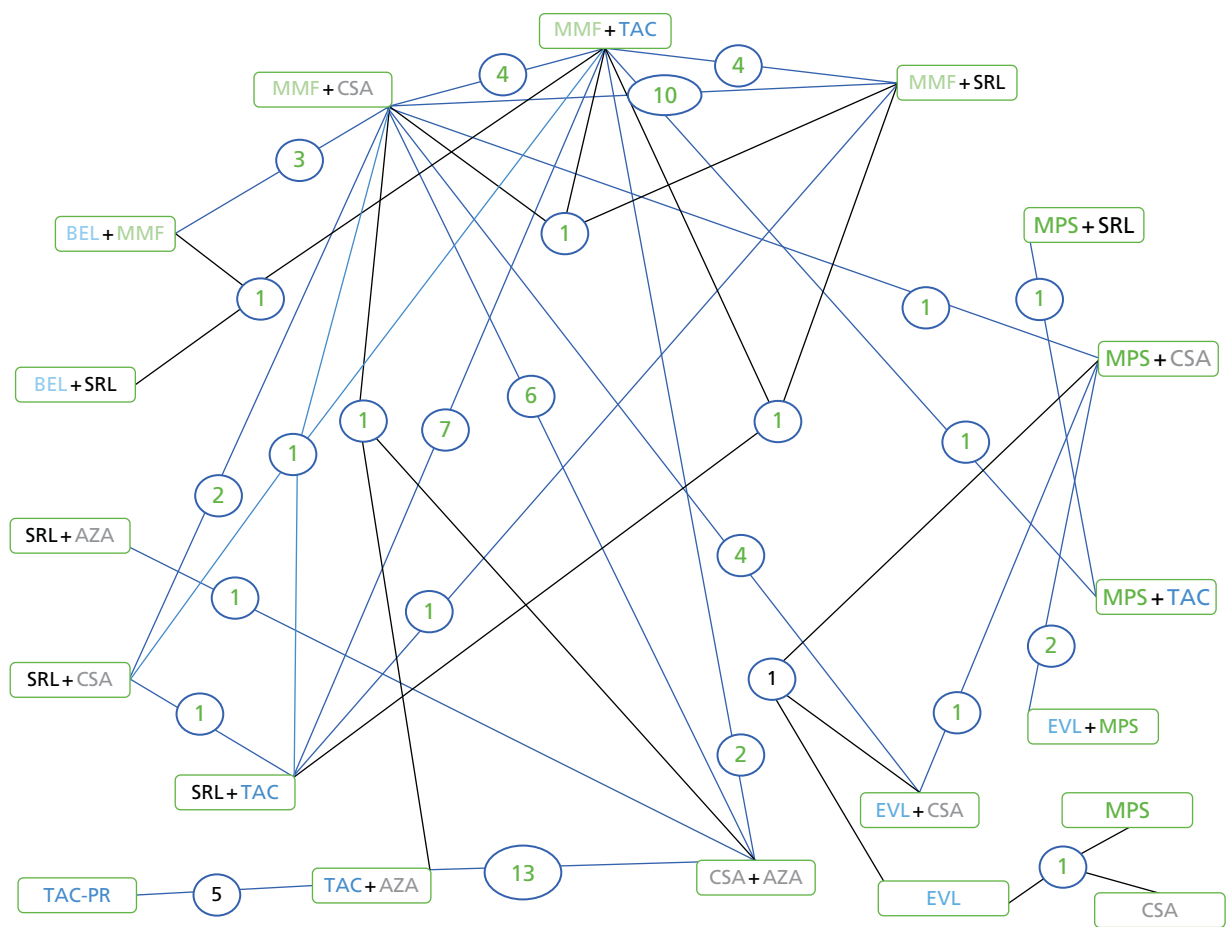 MMF+TAC
4
4
MMF+CSA
10
MMF+SRL
3
BEL+MMF
1
MPS+SRL
1
1
1
MPS+CSA
BEL+SRL
6
1
7
1
1
1
2
SRL+AZA
4
1
1
MPS+TAC
2
SRL+CSA
1
1
1
EVL+MPS
2
SRL+TAC
EVL+CSA
MPS
13
1
TAC-PR
5
TAC+AZA
CSA+AZA
EVL
CSA